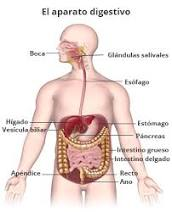 El aparato digestivo
Boca
Glándulas salivales
Esófago
Hígado
Vesícula biliar
Estómago
Páncreas
Intestino grueso
Intestino delgado
Apéndice
Recto
Ano